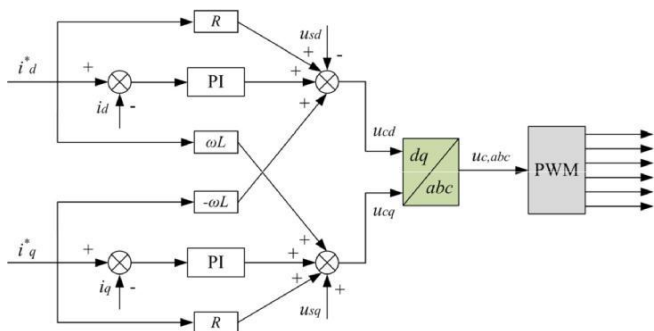 R
u_sd
-
+
i*_d
+
PI
+
i_d
-
+
ωL
u_cd
dq
u_c,abc
PWM
abc
-ωL
u_cq
i*_q
+
PI
+
+
i_q
-
+
u_sq
+
R